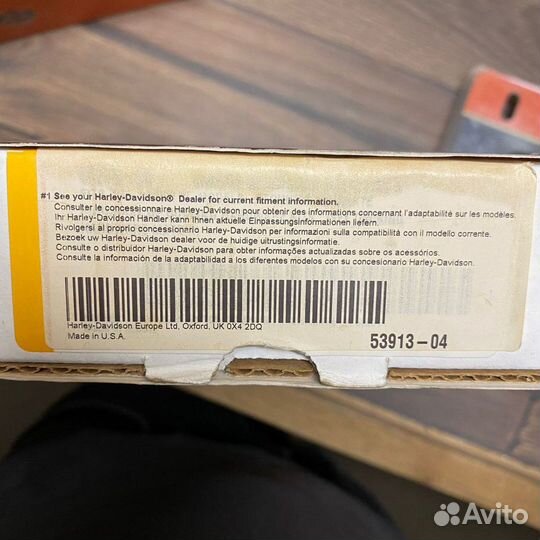 #1 See your Harley-Davidson® Dealer for current fitment information.
Consulter le concessionnaire Harley-Davidson pour obtenir des informations concernant l'adaptabilité sur les modèles.
Ihr Harley-Davidson Händler kann Ihnen aktuelle Einpassungsinformationen liefern.
Rivolgersi al proprio concessionario Harley-Davidson per informazioni sulla compatibilità con il modello corrente.
Bezoek uw Harley-Davidson dealer voor de huidige uitrustingsinformatie.
Consulte o distribuidor Harley-Davidson para obter informações actualizadas sobre os acessórios.
Consulte la información de la adaptabilidad a los diferentes modelos con su concesionario Harley-Davidson.
Harley-Davidson Europe Ltd, Oxford, UK 0X4 2DQ
Made in U.S.A.
53913-04
Avito